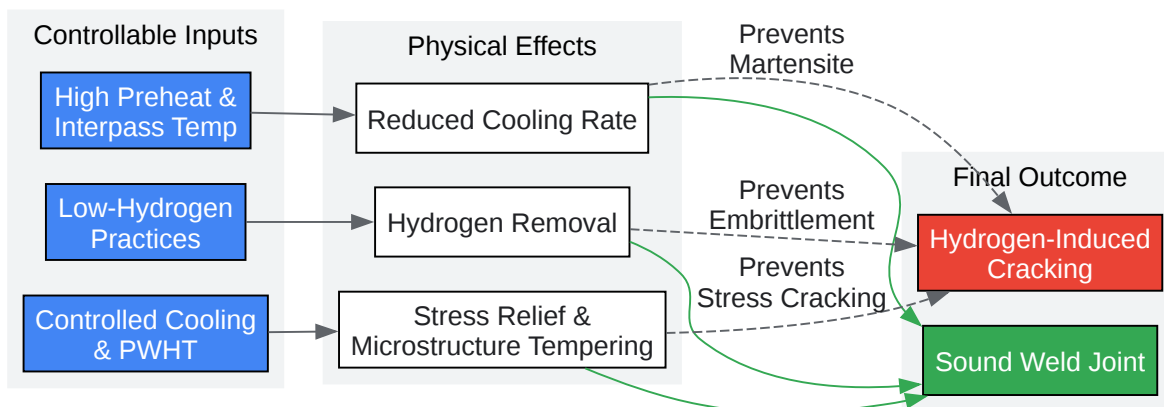 Controllable Inputs
High Preheat &
Interpass Temp
Low-Hydrogen
Practices
Controlled Cooling
& PWHT
Physical Effects
Reduced Cooling Rate
Hydrogen Removal
Stress Relief &
Microstructure Tempering
Prevents
Martensite
Prevents
Embrittlement
Prevents
Stress Cracking
Final Outcome
Hydrogen-Induced
Cracking
Sound Weld Joint